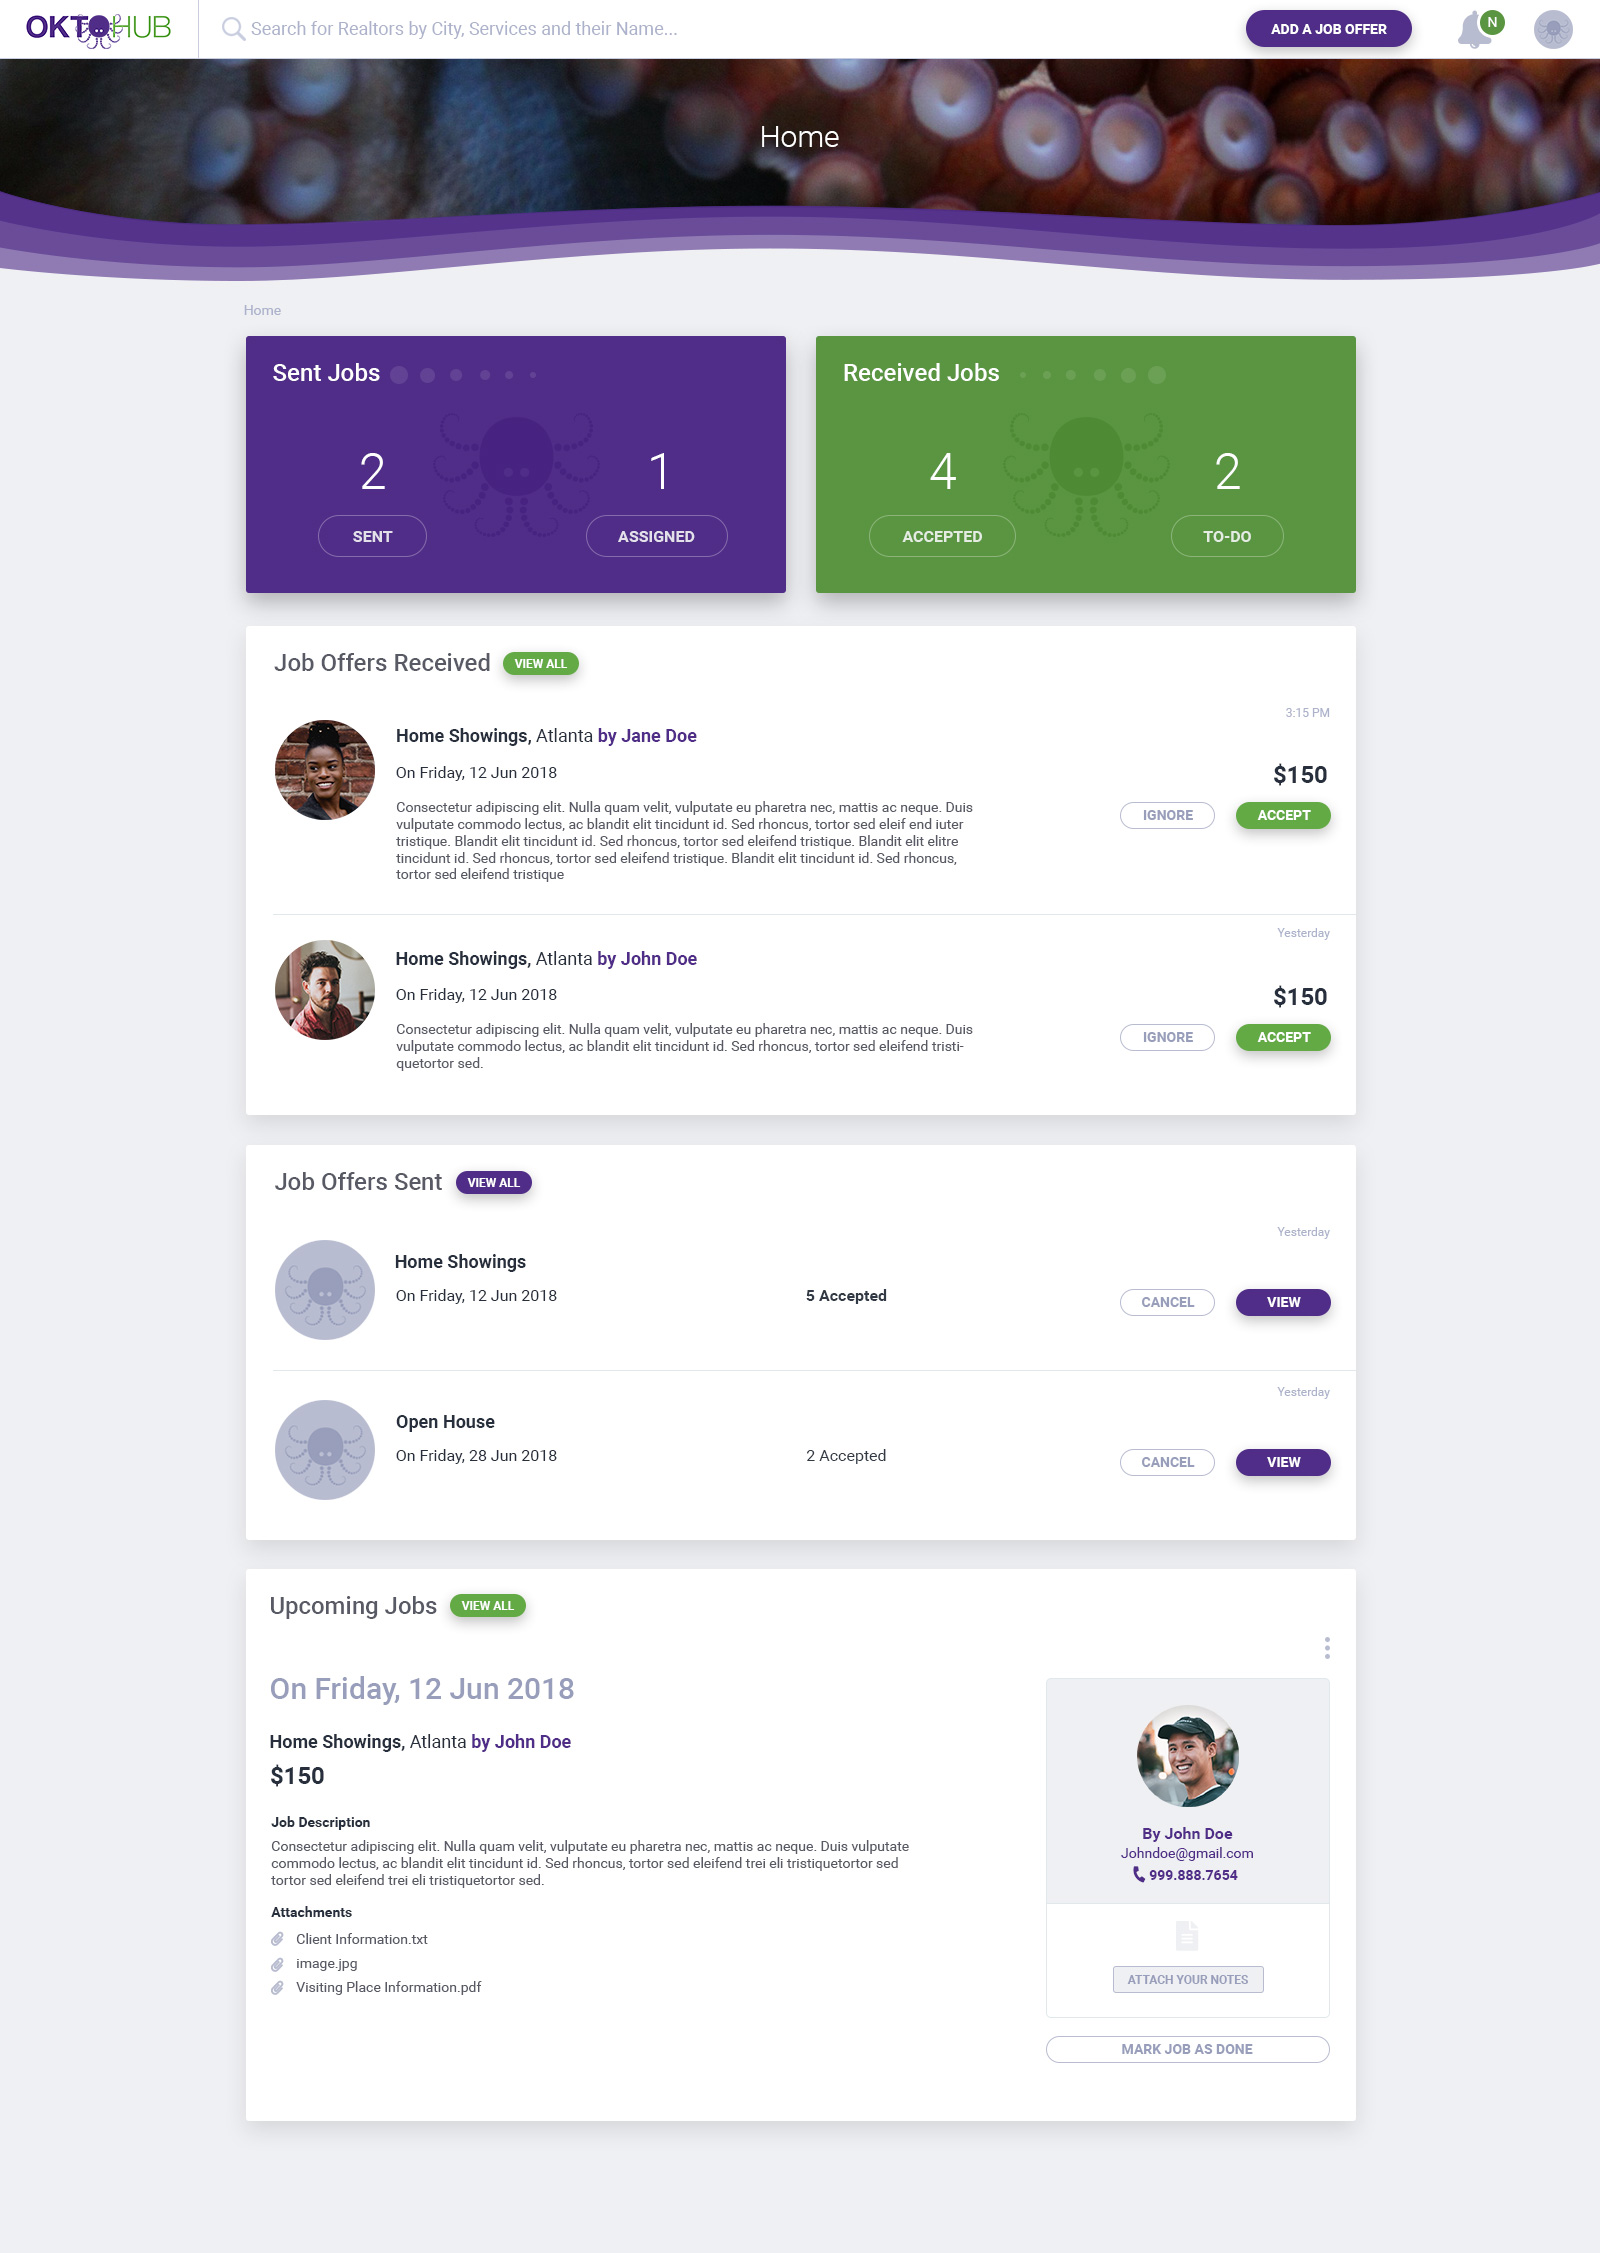 OKTOHUB
Search for Realtors by City, Services and their Name...
ADD A JOB OFFER
N
Home
Home
Sent Jobs
2
1
SENT
ASSIGNED
Received Jobs
4
2
ACCEPTED
TO-DO
Job Offers Received
VIEW ALL
3:15 PM
Home Showings, Atlanta by Jane Doe
On Friday, 12 Jun 2018
$150
Consectetur adipiscing elit. Nulla quam velit, vulputate eu pharetra nec, mattis ac neque. Duis
vulputate commodo lectus, ac blandit elit tincidunt id. Sed rhoncus, tortor sed eleif end iuter
tristique. Blandit elit tincidunt id. Sed rhoncus, tortor sed eleifend tristique. Blandit elit elitre
tincidunt id. Sed rhoncus, tortor sed eleifend tristique. Blandit elit tincidunt id. Sed rhoncus,
tortor sed eleifend tristique
IGNORE
ACCEPT
Yesterday
Home Showings, Atlanta by John Doe
On Friday, 12 Jun 2018
$150
Consectetur adipiscing elit. Nulla quam velit, vulputate eu pharetra nec, mattis ac neque. Duis
vulputate commodo lectus, ac blandit elit tincidunt id. Sed rhoncus, tortor sed eleifend tristi-
quetortor sed.
IGNORE
ACCEPT
Job Offers Sent
VIEW ALL
Yesterday
Home Showings
On Friday, 12 Jun 2018
5 Accepted
CANCEL
VIEW
Yesterday
Open House
On Friday, 28 Jun 2018
2 Accepted
CANCEL
VIEW
Upcoming Jobs
VIEW ALL
On Friday, 12 Jun 2018
Home Showings, Atlanta by John Doe
$150
Job Description
Consectetur adipiscing elit. Nulla quam velit, vulputate eu pharetra nec, mattis ac neque. Duis vulputate
commodo lectus, ac blandit elit tincidunt id. Sed rhoncus, tortor sed eleifend trei eli tristiquetortor sed
tortor sed eleifend trei eli tristiquetortor sed.
Attachments
Client Information.txt
image.jpg
Visiting Place Information.pdf
By John Doe
Johndoe@gmail.com
999.888.7654
ATTACH YOUR NOTES
MARK JOB AS DONE